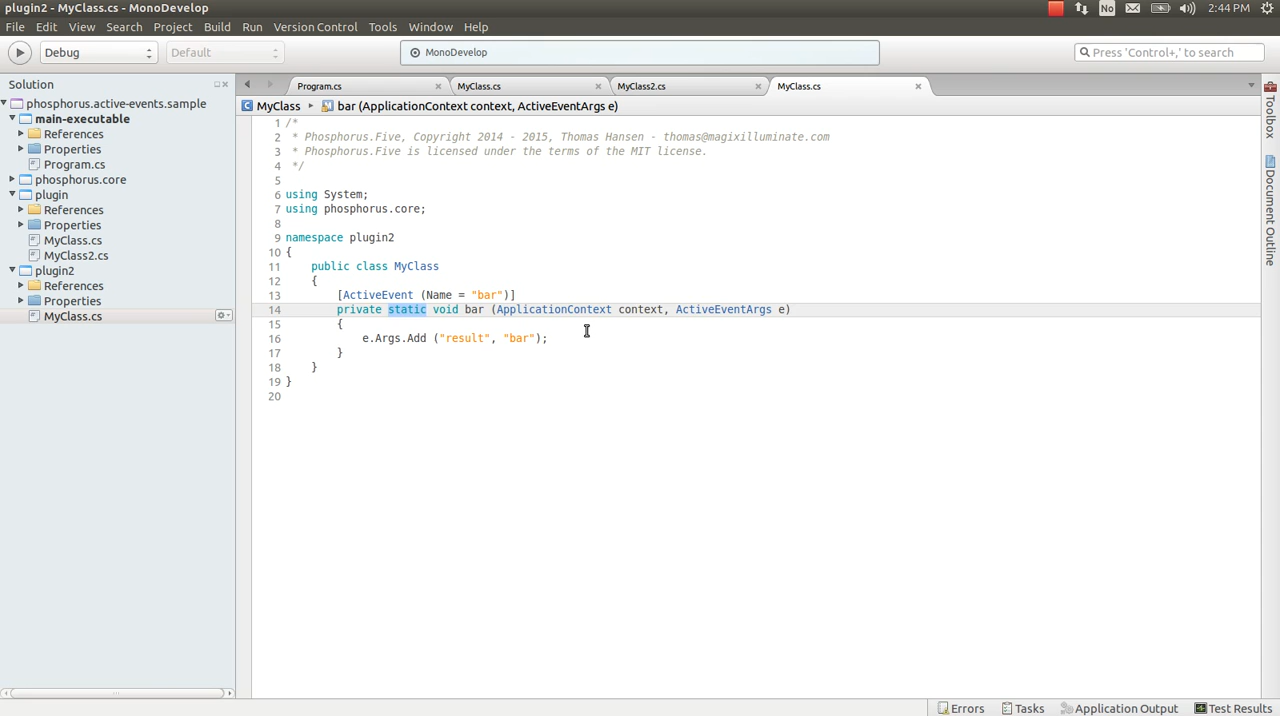 plugin2 - MyClass.cs - MonoDevelop
No
2:44 PM
File Edit View Search Project Build Run Version Control Tools Window Help
Debug
Default
MonoDevelop
Press 'Control+,' to search
Solution
phosphorus.active-events.sample
main-executable
References
Properties
Program.cs
phosphorus.core
plugin
References
Properties
MyClass.cs
MyClass2.cs
plugin2
References
Properties
MyClass.cs
Program.cs MyClass.cs MyClass2.cs MyClass.cs
MyClass bar (ApplicationContext context, ActiveEventArgs e)
1 /*
2 * Phosphorus.Five, Copyright 2014 - 2015, Thomas Hansen - thomas@magixilluminate.com
3 * Phosphorus.Five is licensed under the terms of the MIT license.
4 */
5
6 using System;
7 using phosphorus.core;
8
9 namespace plugin2
10 {
11 public class MyClass
12 {
13 [ActiveEvent (Name = "bar")]
14 private static void bar (ApplicationContext context, ActiveEventArgs e)
15 {
16 e.Args.Add ("result", "bar");
17 }
18 }
19 }
20
Toolbox
Document Outline
Errors Tasks Application Output Test Results